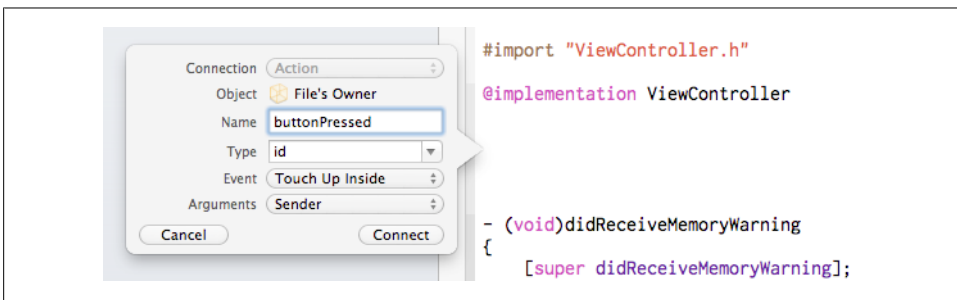 Connection Action
Object File's Owner
Name buttonPressed
Type id
Event Touch Up Inside
Arguments Sender
Cancel Connect
#import "ViewController.h"
@implementation ViewController
- (void)didReceiveMemoryWarning
{
[super didReceiveMemoryWarning];